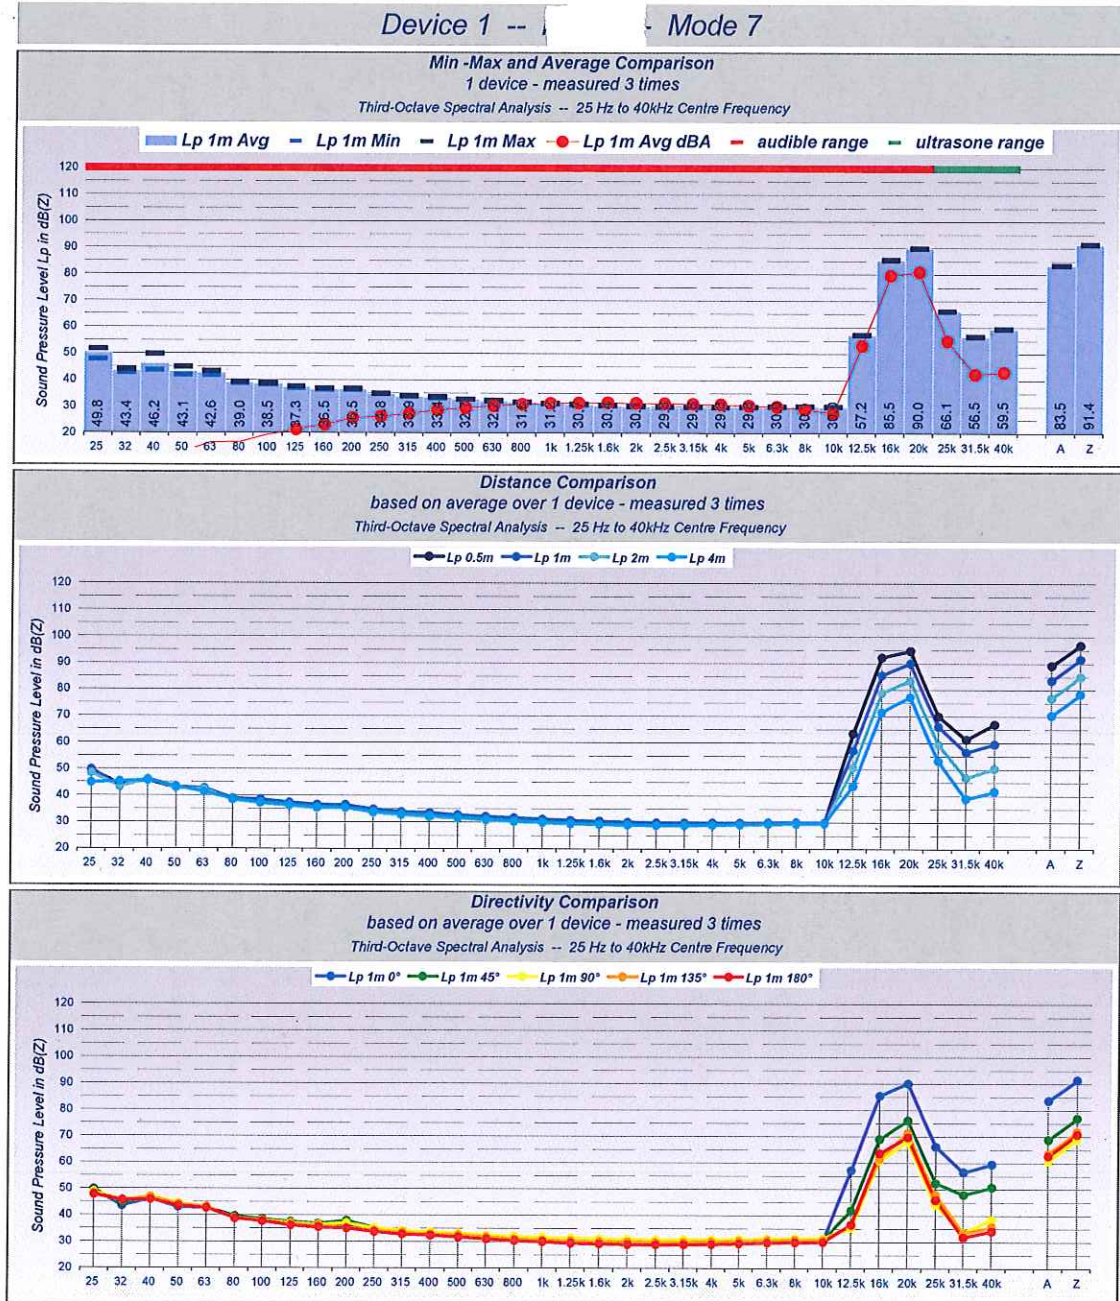 Device 1 -- - Mode 7
Min -Max and Average Comparison
1 device - measured 3 times
Third-Octave Spectral Analysis -- 25 Hz to 40kHz Centre Frequency
Lp 1m Avg Lp 1m Min Lp 1m Max Lp 1m Avg dBA audible range ultrasone range
Sound Pressure Level Lp in dB(Z)
120
110
100
90
80
70
60
50
40
30
20
49.8 43.4 46.2 43.1 42.6 39.0 38.5 37.3 57.2 85.5 90.0 66.1 56.5 59.5 83.5 91.4
25 32 40 50 63 80 100 125 160 200 250 315 400 500 630 800 1k 1.25k 1.6k 2k 2.5k 3.15k 4k 5k 6.3k 8k 10k 12.5k 16k 20k 25k 31.5k 40k A Z
Distance Comparison
based on average over 1 device - measured 3 times
Third-Octave Spectral Analysis -- 25 Hz to 40kHz Centre Frequency
Lp 0.5m Lp 1m Lp 2m Lp 4m
Sound Pressure Level in dB(Z)
120
110
100
90
80
70
60
50
40
30
20
25 32 40 50 63 80 100 125 160 200 250 315 400 500 630 800 1k 1.25k 1.6k 2k 2.5k 3.15k 4k 5k 6.3k 8k 10k 12.5k 16k 20k 25k 31.5k 40k A Z
Directivity Comparison
based on average over 1 device - measured 3 times
Third-Octave Spectral Analysis -- 25 Hz to 40kHz Centre Frequency
Lp 1m 0° Lp 1m 45° Lp 1m 90° Lp 1m 135° Lp 1m 180°
Sound Pressure Level in dB(Z)
120
110
100
90
80
70
60
50
40
30
20
25 32 40 50 63 80 100 125 160 200 250 315 400 500 630 800 1k 1.25k 1.6k 2k 2.5k 3.15k 4k 5k 6.3k 8k 10k 12.5k 16k 20k 25k 31.5k 40k A Z